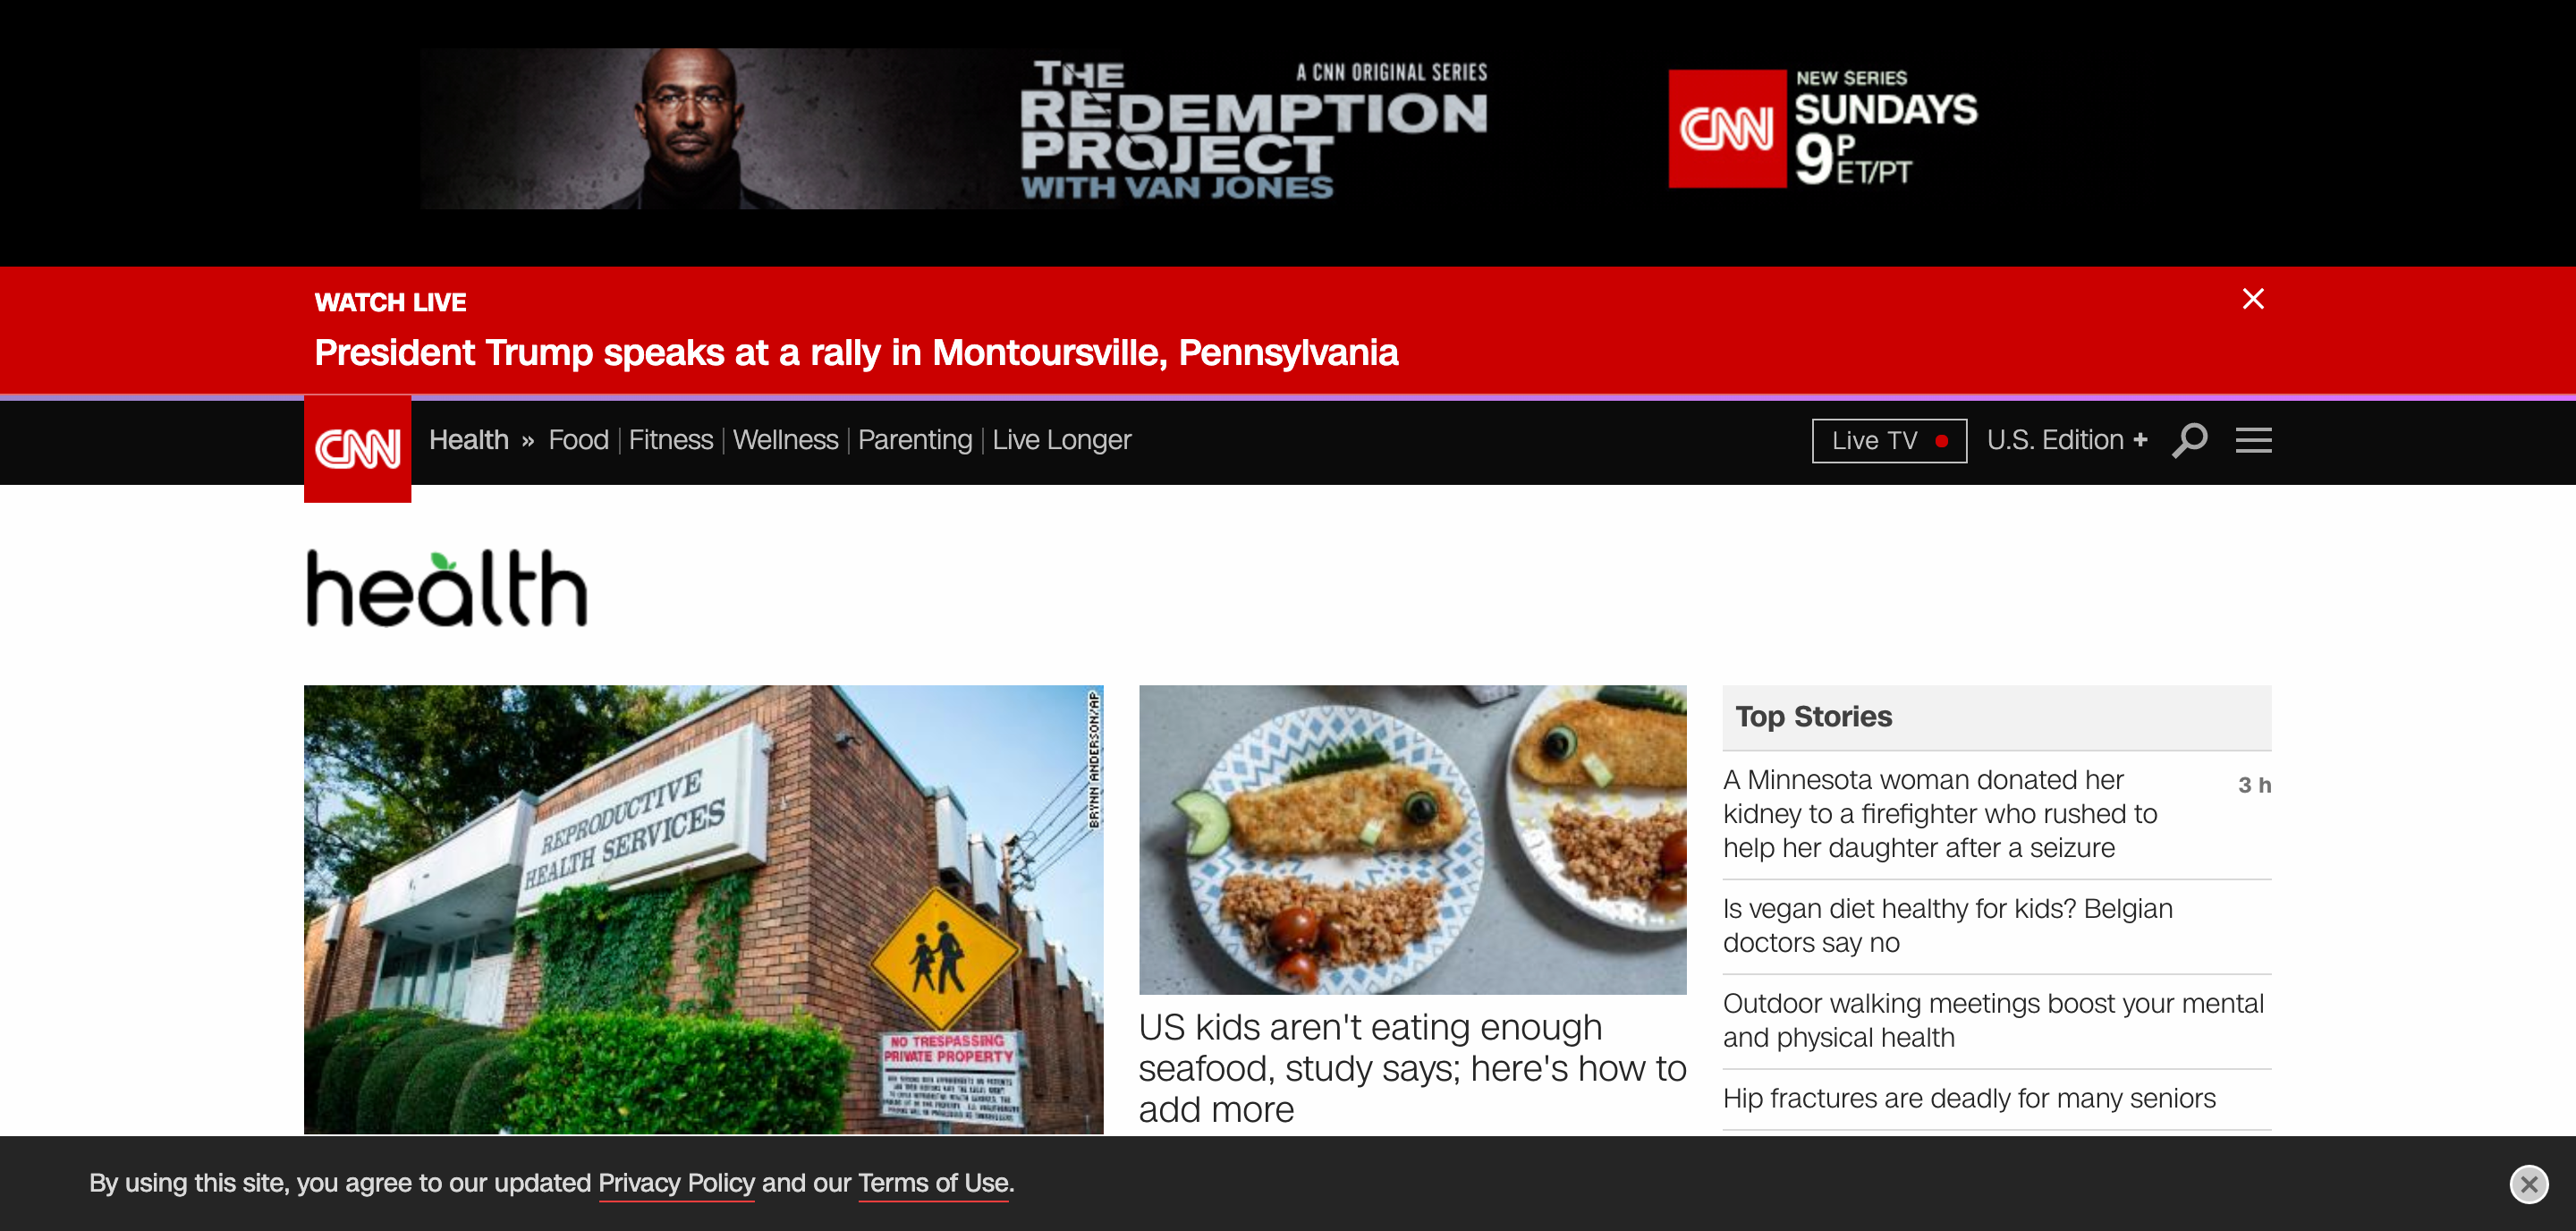 THE
REDEMPTION
PROJECT
WITH VAN JONES
A CNN ORIGINAL SERIES
CNN
NEW SERIES
SUNDAYS
9P
ET/PT
WATCH LIVE
President Trump speaks at a rally in Montoursville, Pennsylvania
CNN
Health » Food Fitness Wellness Parenting Live Longer
Live TV
U.S. Edition +
health
REPRODUCTIVE
HEALTH SERVICES
BRYNN ANDERSON/AP
NO TRESPASSING
PRIVATE PROPERTY
US kids aren't eating enough
seafood, study says; here's how to
add more
Top Stories
A Minnesota woman donated her
kidney to a firefighter who rushed to
help her daughter after a seizure
3 h
Is vegan diet healthy for kids? Belgian
doctors say no
Outdoor walking meetings boost your mental
and physical health
Hip fractures are deadly for many seniors
By using this site, you agree to our updated Privacy Policy and our Terms of Use.